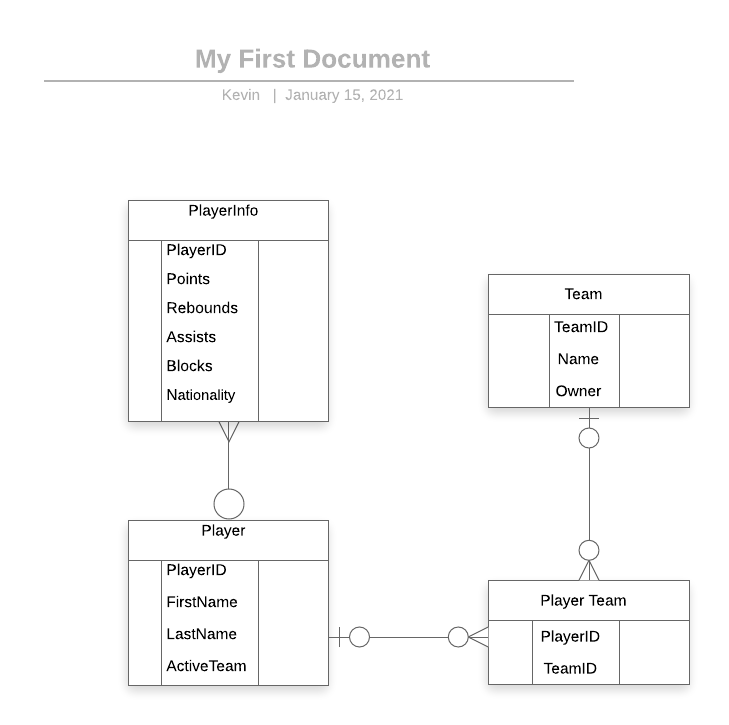 My First Document
Kevin | January 15, 2021
PlayerInfo
PlayerID
Points
Rebounds
Assists
Blocks
Nationality
Team
TeamID
Name
Owner
Player
PlayerID
FirstName
LastName
ActiveTeam
Player Team
PlayerID
TeamID